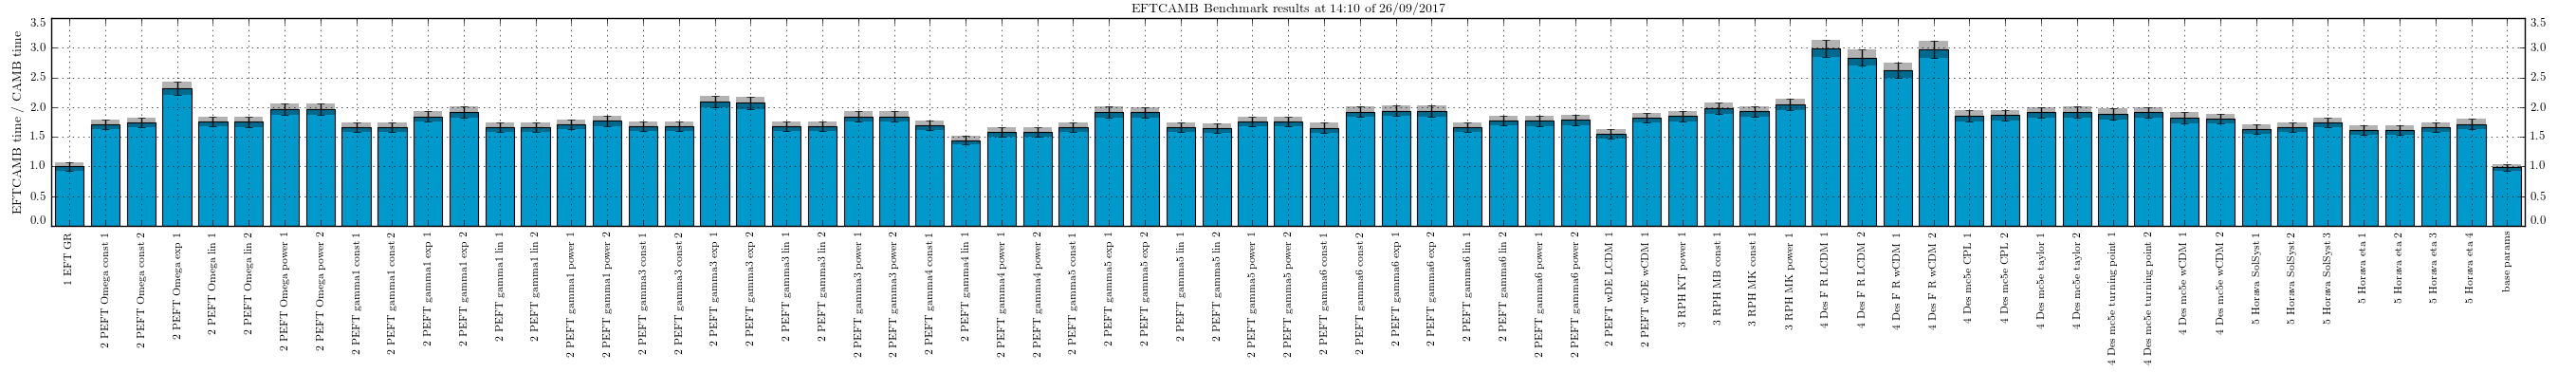 EFTCAMB Benchmark results at 14:10 of 26/09/2017
EFTCAMB time / CAMB time
3.5
3.0
2.5
2.0
1.5
1.0
0.5
0.0
3.5
3.0
2.5
2.0
1.5
1.0
0.5
0.0
1 EFT GR
2 PEFT Omega const 1
2 PEFT Omega const 2
2 PEFT Omega exp 1
2 PEFT Omega lin 1
2 PEFT Omega lin 2
2 PEFT Omega power 1
2 PEFT Omega power 2
2 PEFT gamma1 const 1
2 PEFT gamma1 const 2
2 PEFT gamma1 exp 1
2 PEFT gamma1 exp 2
2 PEFT gamma1 lin 1
2 PEFT gamma1 lin 2
2 PEFT gamma1 power 1
2 PEFT gamma1 power 2
2 PEFT gamma3 const 1
2 PEFT gamma3 const 2
2 PEFT gamma3 exp 1
2 PEFT gamma3 exp 2
2 PEFT gamma3 lin 1
2 PEFT gamma3 lin 2
2 PEFT gamma3 power 1
2 PEFT gamma3 power 2
2 PEFT gamma4 const 1
2 PEFT gamma4 lin 1
2 PEFT gamma4 power 1
2 PEFT gamma4 power 2
2 PEFT gamma5 const 1
2 PEFT gamma5 exp 1
2 PEFT gamma5 exp 2
2 PEFT gamma5 lin 1
2 PEFT gamma5 lin 2
2 PEFT gamma5 power 1
2 PEFT gamma5 power 2
2 PEFT gamma6 const 1
2 PEFT gamma6 const 2
2 PEFT gamma6 exp 1
2 PEFT gamma6 exp 2
2 PEFT gamma6 lin 1
2 PEFT gamma6 lin 2
2 PEFT gamma6 power 1
2 PEFT gamma6 power 2
2 PEFT wDE LCDM 1
2 PEFT wDE wCDM 1
3 RPH KT power 1
3 RPH MB const 1
3 RPH MK const 1
3 RPH MK power 1
4 Des F R LCDM 1
4 Des F R LCDM 2
4 Des F R wCDM 1
4 Des F R wCDM 2
4 Des mc5e CPL 1
4 Des mc5e CPL 2
4 Des mc5e taylor 1
4 Des mc5e taylor 2
4 Des mc5e turning point 1
4 Des mc5e turning point 2
4 Des mc5e wCDM 1
4 Des mc5e wCDM 2
5 Horava SolSyst 1
5 Horava SolSyst 2
5 Horava SolSyst 3
5 Horava eta 1
5 Horava eta 2
5 Horava eta 3
5 Horava eta 4
base params